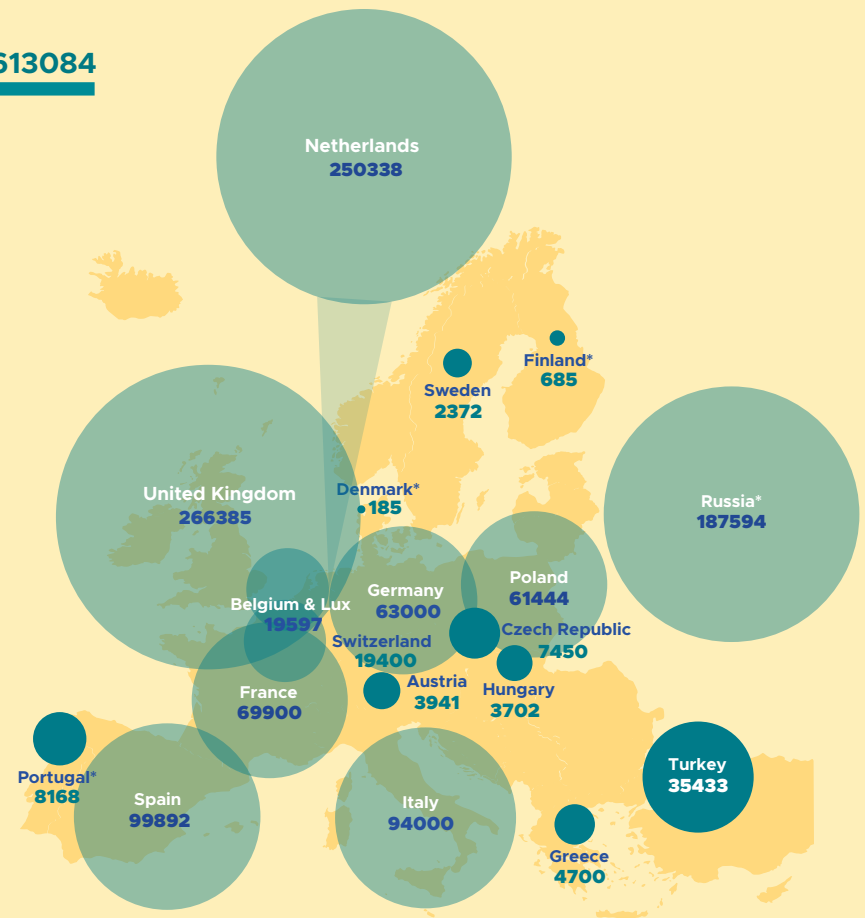 613084
Netherlands
250338
Finland*
685
Sweden
2372
Denmark*
185
United Kingdom
266385
Russia*
187594
Germany
63000
Poland
61444
Belgium & Lux
19597
Czech Republic
7450
Switzerland
19400
Austria
3941
Hungary
3702
France
69900
Portugal*
8168
Spain
99892
Italy
94000
Turkey
35433
Greece
4700